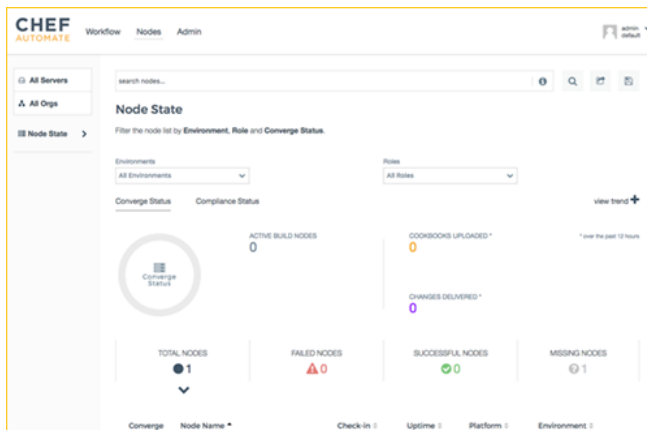 CHEF
AUTOMATE
Workflow Nodes Admin
admin
default
All Servers
All Orgs
Node State
search nodes...
Node State
Filter the node list by Environment, Role and Converge Status.
Environments
All Environments
Roles
All Roles
Converge Status Compliance Status
view trend
Converge
Status
ACTIVE BUILD NODES
0
COOKBOOKS UPLOADED *
0
* over the past 12 hours
CHANGES DELIVERED *
0
TOTAL NODES
1
FAILED NODES
0
SUCCESSFUL NODES
0
MISSING NODES
1
Converge Node Name Check-in Uptime Platform Environment